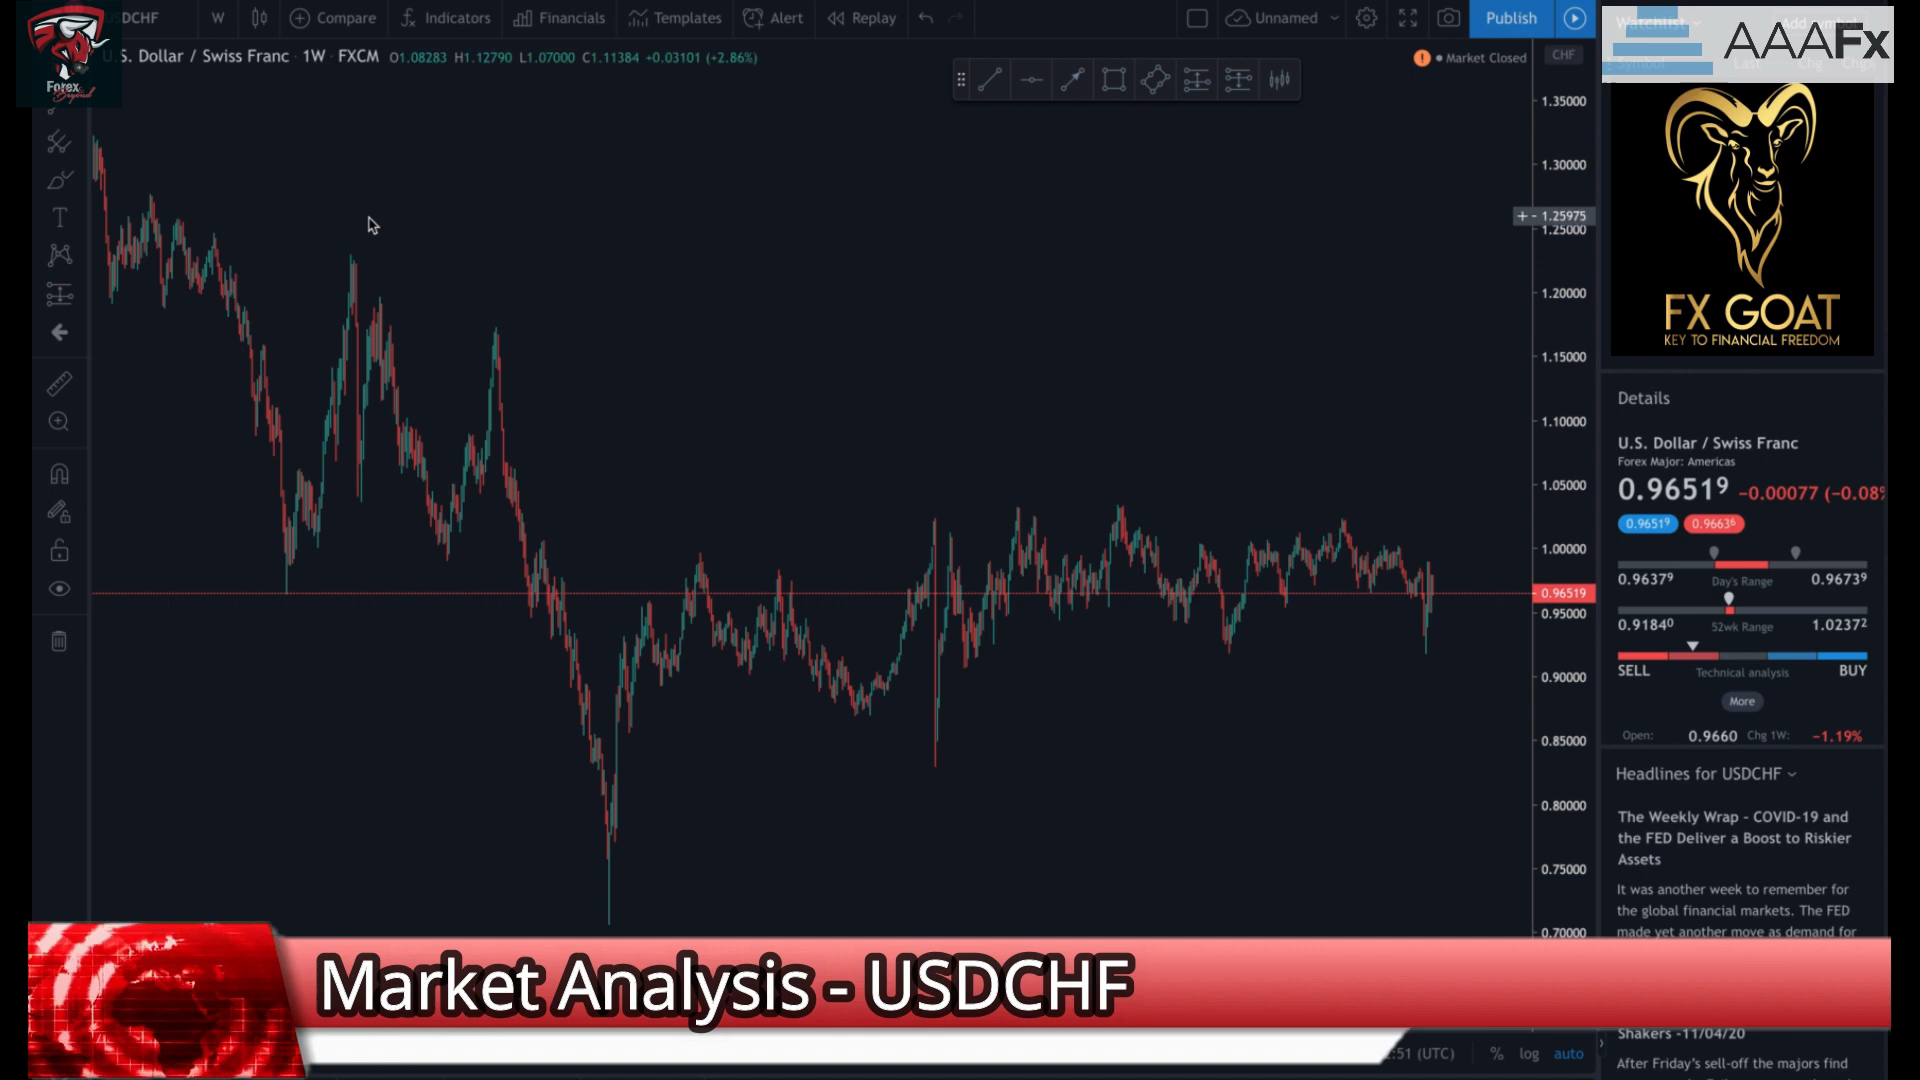 SDCHF W Compare Indicators Financials Templates Alert Replay Unnamed Publish
U.S. Dollar / Swiss Franc · 1W · FXCM O1.08283 H1.12790 L1.07000 C1.11384 +0.03101 (+2.86%)
Market Closed CHF
Forex
Beyond
AAAFx
Watchlist
Add symbol
Symbol Last Chg
FX GOAT
KEY TO FINANCIAL FREEDOM
1.35000
1.30000
1.25975
1.25000
1.20000
1.15000
1.10000
1.05000
1.00000
0.96519
0.95000
0.90000
0.85000
0.80000
0.75000
0.70000
Details
U.S. Dollar / Swiss Franc
Forex Major: Americas
0.96519 −0.00077 (−0.08%
0.96519 0.96636
0.96379 Day's Range 0.96739
0.91840 52wk Range 1.02372
SELL Technical analysis BUY
More
Open: 0.9660 Chg 1W: −1.19%
Headlines for USDCHF
The Weekly Wrap – COVID-19 and
the FED Deliver a Boost to Riskier
Assets
It was another week to remember for
the global financial markets. The FED
made yet another move as demand for
Market Analysis - USDCHF
Shakers -11/04/20
After Friday's sell-off the majors find
:51 (UTC) % log auto